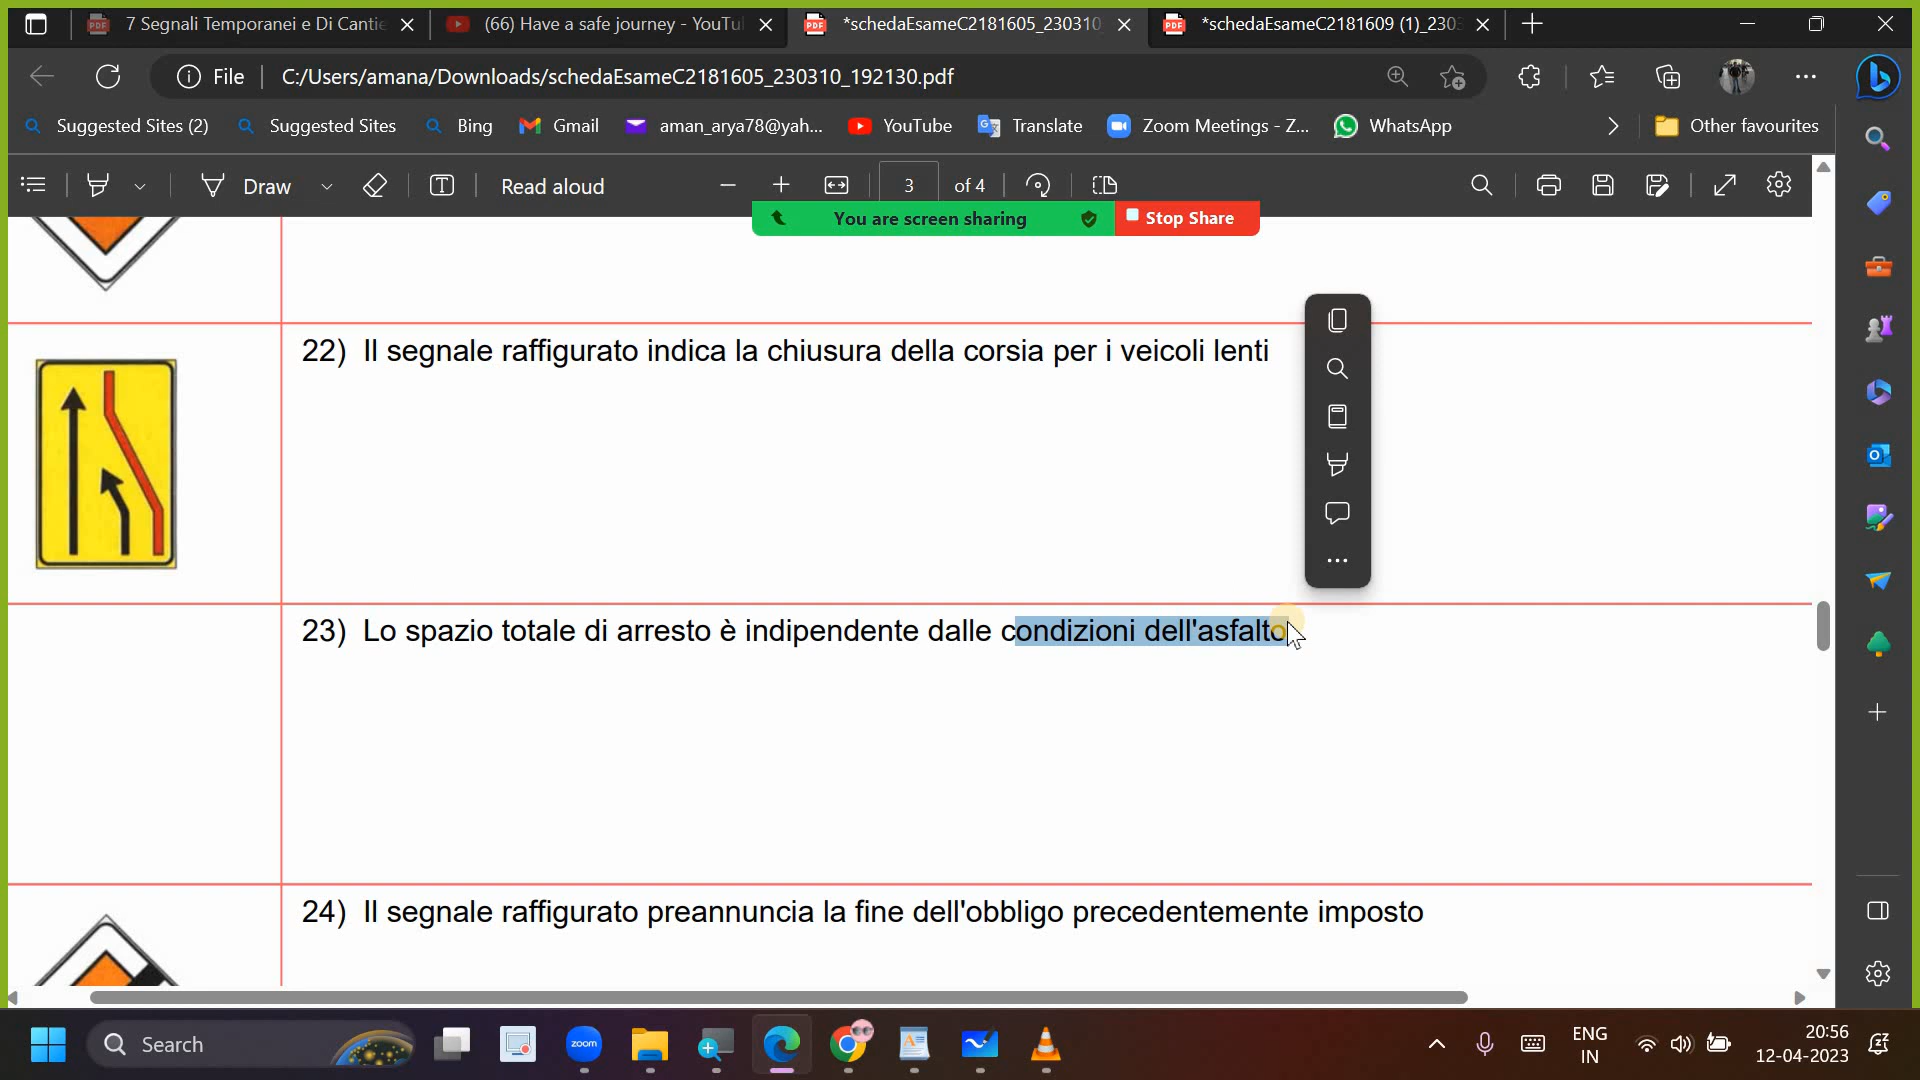 7 Segnali Temporanei e Di Cantie
(66) Have a safe journey - YouTu
*schedaEsameC2181605_230310
*schedaEsameC2181609 (1)_230
File
C:/Users/amana/Downloads/schedaEsameC2181605_230310_192130.pdf
Suggested Sites (2)
Suggested Sites
Bing
Gmail
aman_arya78@yah...
YouTube
Translate
Zoom Meetings - Z...
WhatsApp
Other favourites
Draw
Read aloud
3
of 4
You are screen sharing
Stop Share
22) Il segnale raffigurato indica la chiusura della corsia per i veicoli lenti
23) Lo spazio totale di arresto è indipendente dalle condizioni dell'asfalto
24) Il segnale raffigurato preannuncia la fine dell'obbligo precedentemente imposto
Search
zoom
ENG
IN
20:56
12-04-2023